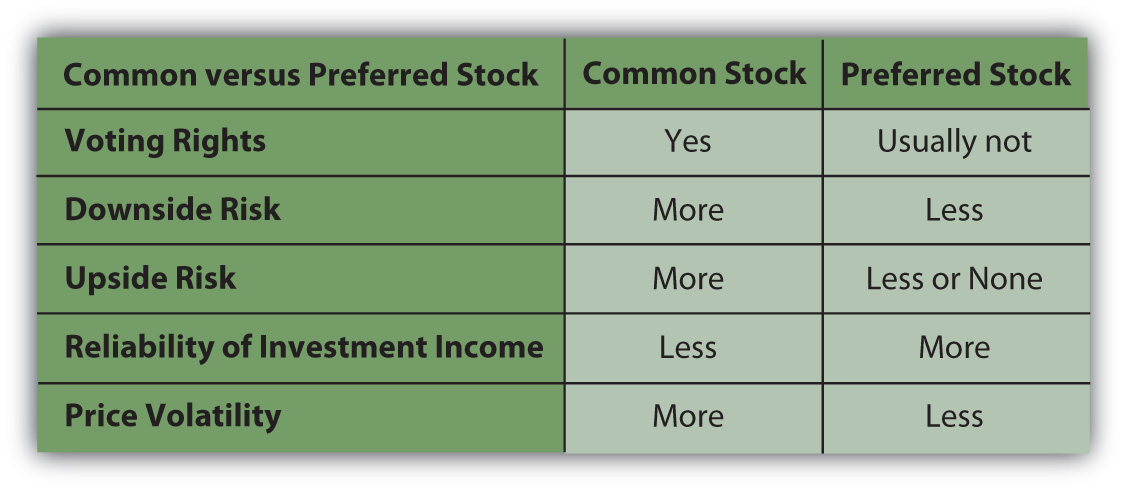 Common versus Preferred Stock Common Stock Preferred Stock
Voting Rights Yes Usually not
Downside Risk More Less
Upside Risk More Less or None
Reliability of Investment Income Less More
Price Volatility More Less